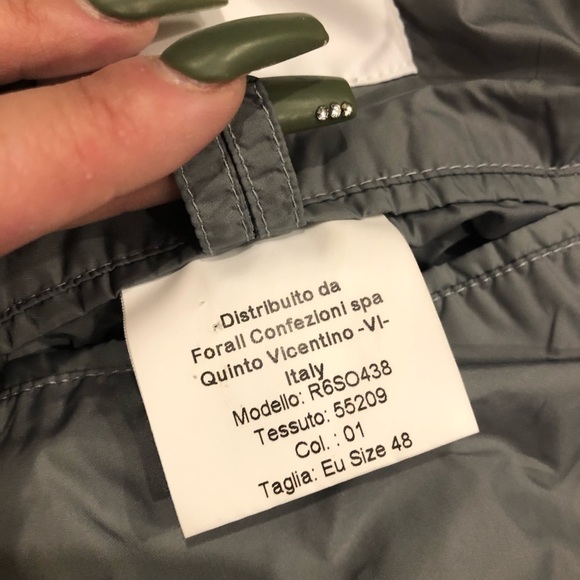 Distribuito da
Forall Confezioni spa
Quinto Vicentino -VI-
Italy
Modello: R6SO438
Tessuto: 55209
Col. : 01
Taglia: Eu Size 48